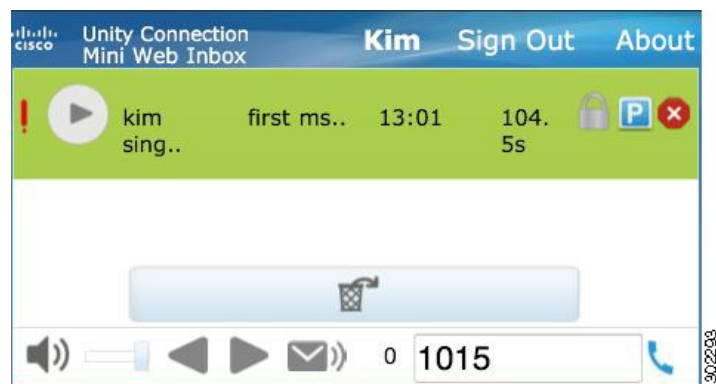 cisco
Unity Connection
Mini Web Inbox
Kim
Sign Out
About
kim
sing..
first ms..
13:01
104.
5s
P
0
1015
302293